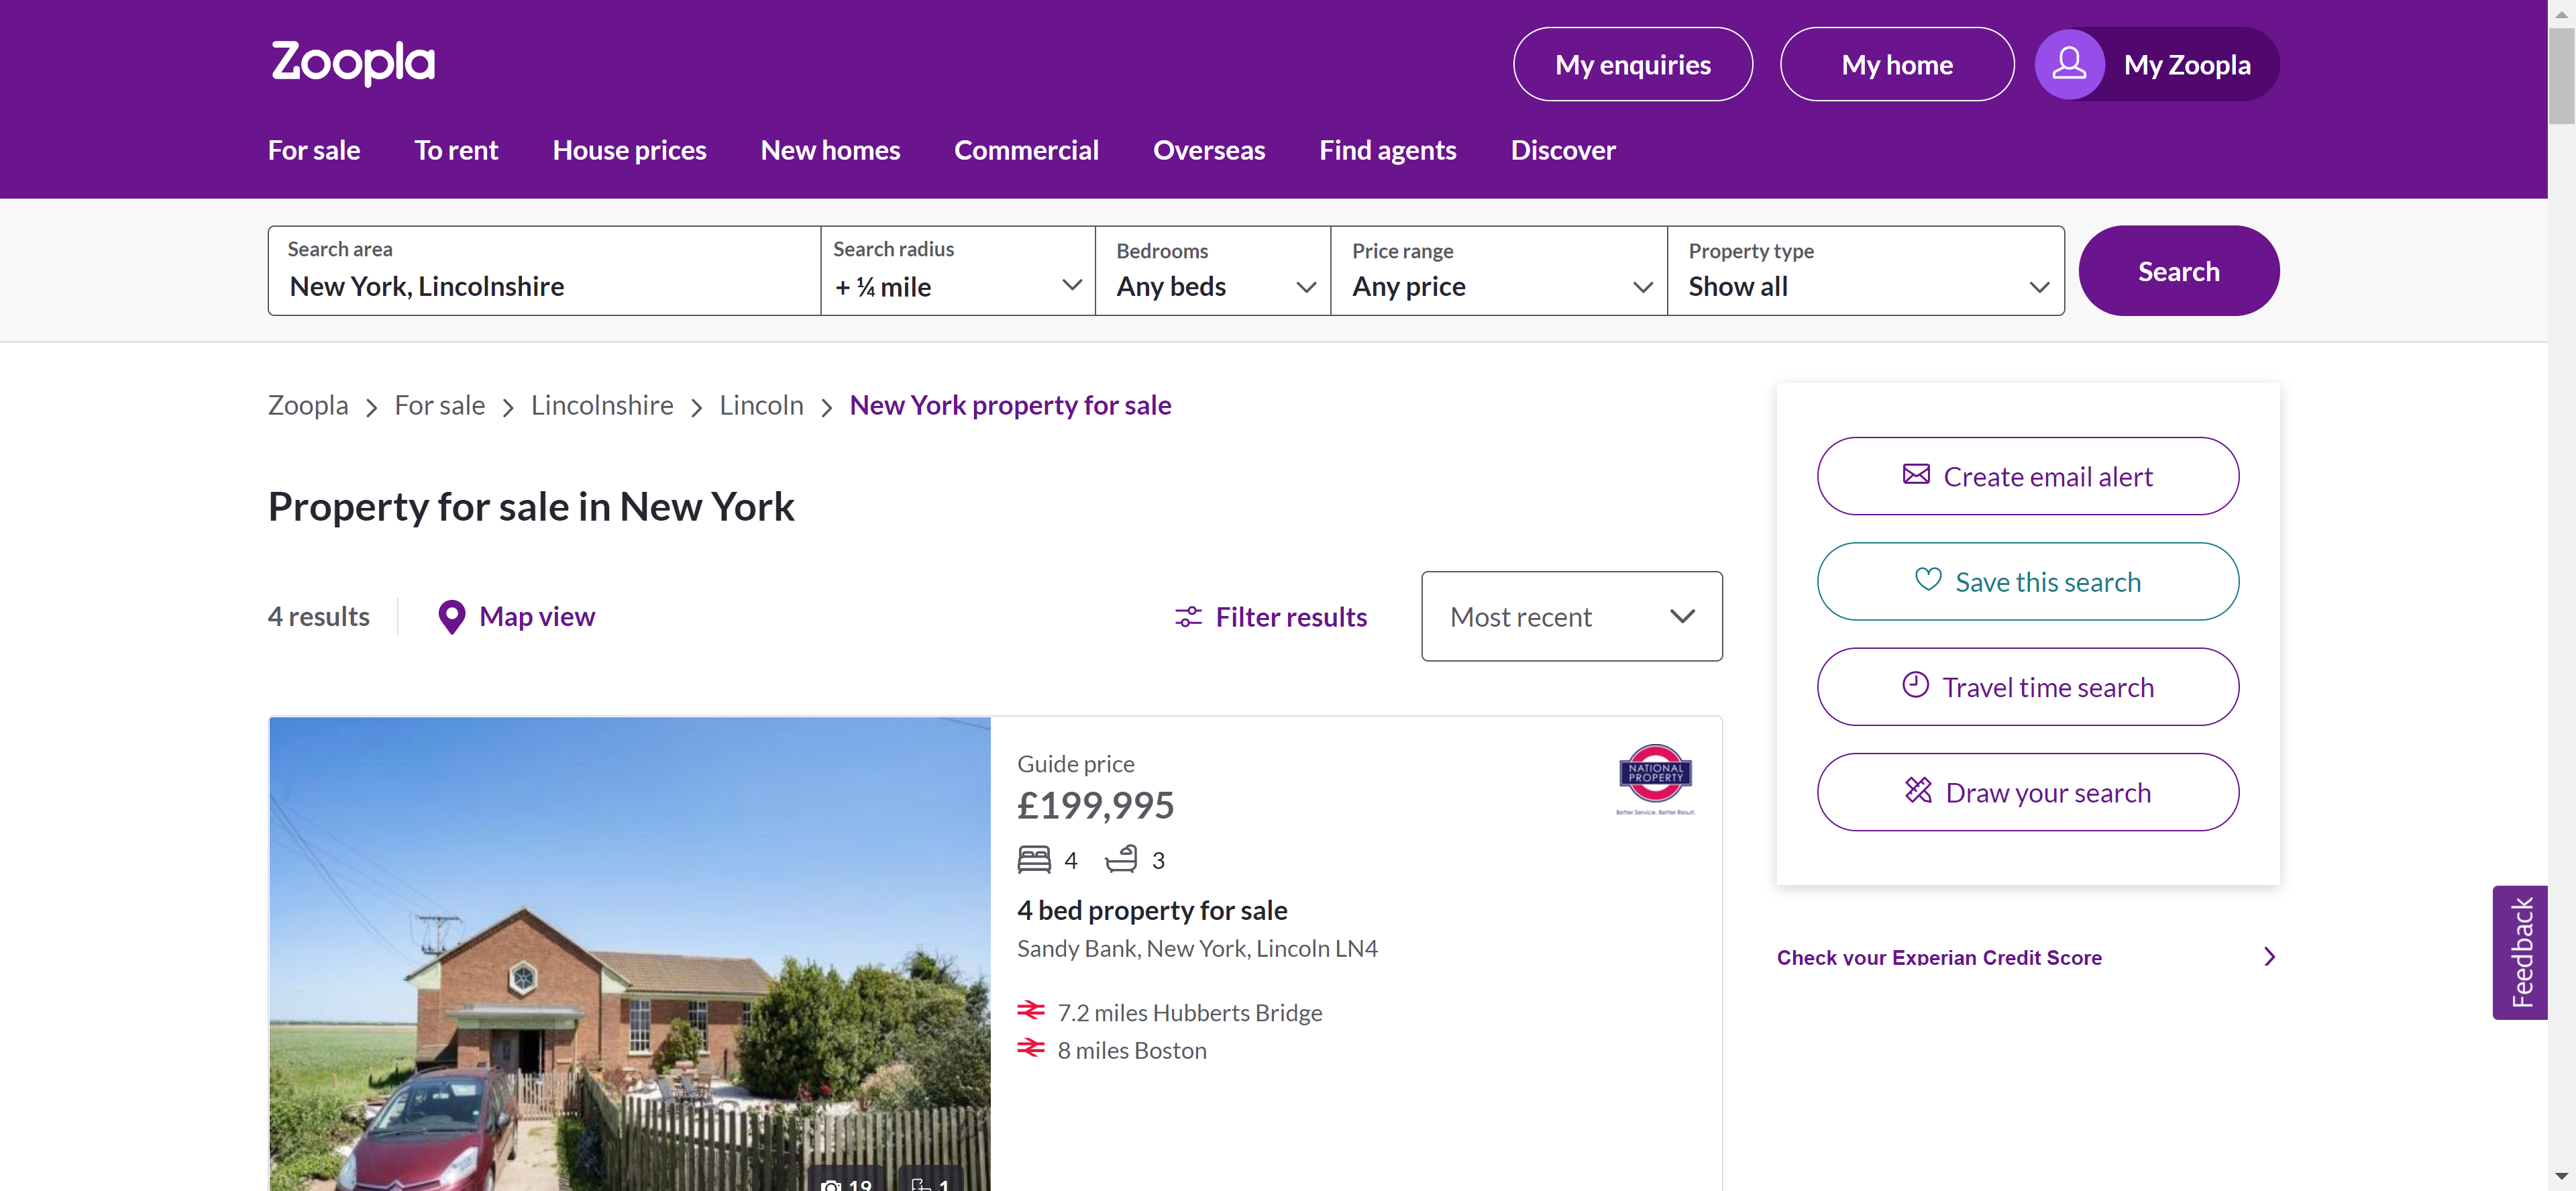 Zoopla
My enquiries
My home
My Zoopla
For sale
To rent
House prices
New homes
Commercial
Overseas
Find agents
Discover
Search area
New York, Lincolnshire
Search radius
+ ¼ mile
Bedrooms
Any beds
Price range
Any price
Property type
Show all
Search
Zoopla > For sale > Lincolnshire > Lincoln > New York property for sale
Property for sale in New York
4 results
Map view
Filter results
Most recent
Create email alert
Save this search
Travel time search
Draw your search
Guide price
£199,995
4 3
4 bed property for sale
Sandy Bank, New York, Lincoln LN4
7.2 miles Hubberts Bridge
8 miles Boston
NATIONAL
PROPERTY
Better Service. Better Result.
19
1
Check your Experian Credit Score
Feedback